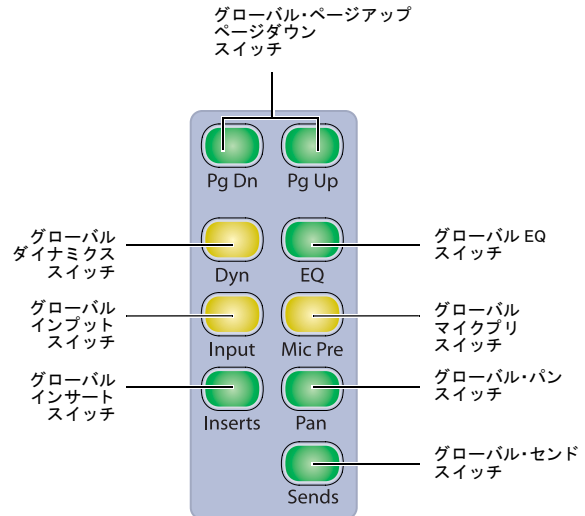 グローバル・ページアップ
ページダウン
スイッチ
Pg Dn
Pg Up
グローバル
ダイナミクス
スイッチ
Dyn
EQ
グローバル EQ
スイッチ
グローバル
インプット
スイッチ
Input
Mic Pre
グローバル
マイクプリ
スイッチ
グローバル
インサート
スイッチ
Inserts
Pan
グローバル・パン
スイッチ
Sends
グローバル・センド
スイッチ